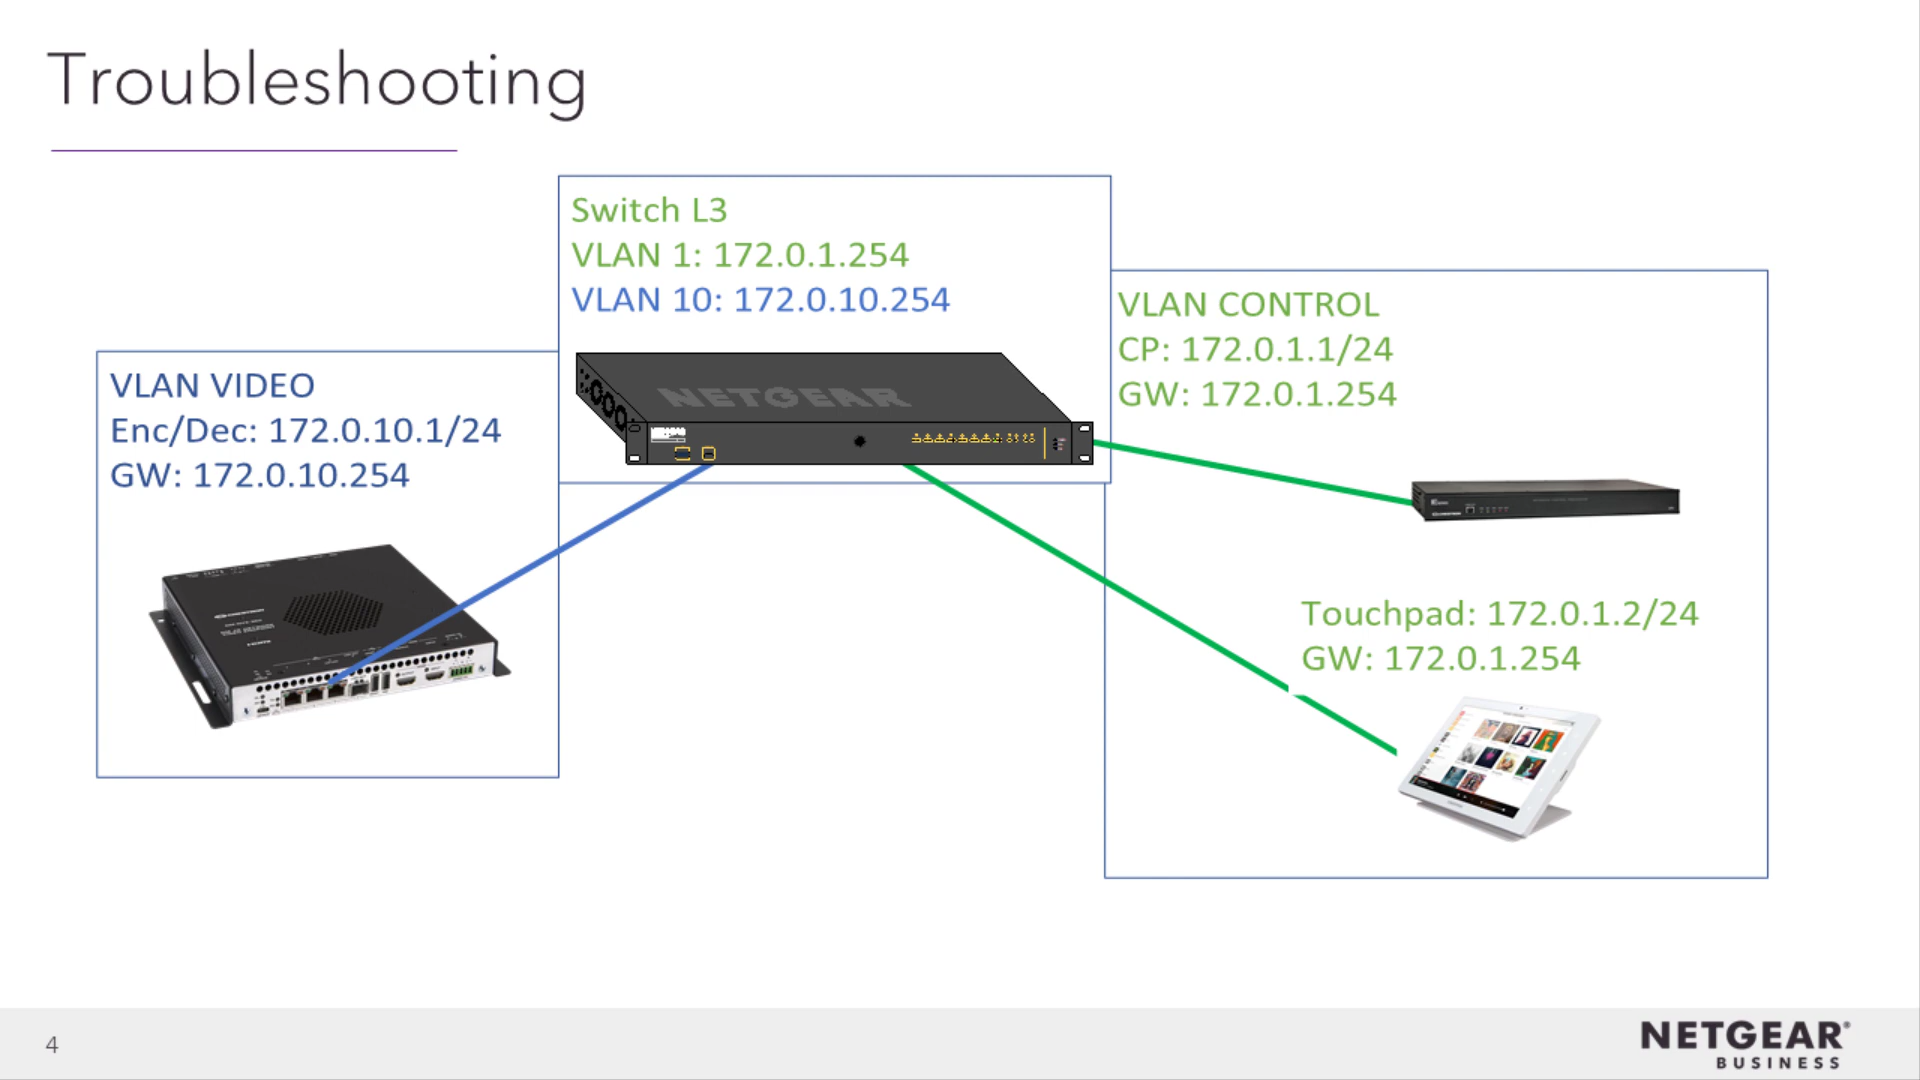 Troubleshooting
Switch L3
VLAN 1: 172.0.1.254
VLAN 10: 172.0.10.254
VLAN CONTROL
CP: 172.0.1.1/24
GW: 172.0.1.254
VLAN VIDEO
Enc/Dec: 172.0.10.1/24
GW: 172.0.10.254
NETGEAR
Touchpad: 172.0.1.2/24
GW: 172.0.1.254
4
NETGEAR®
BUSINESS